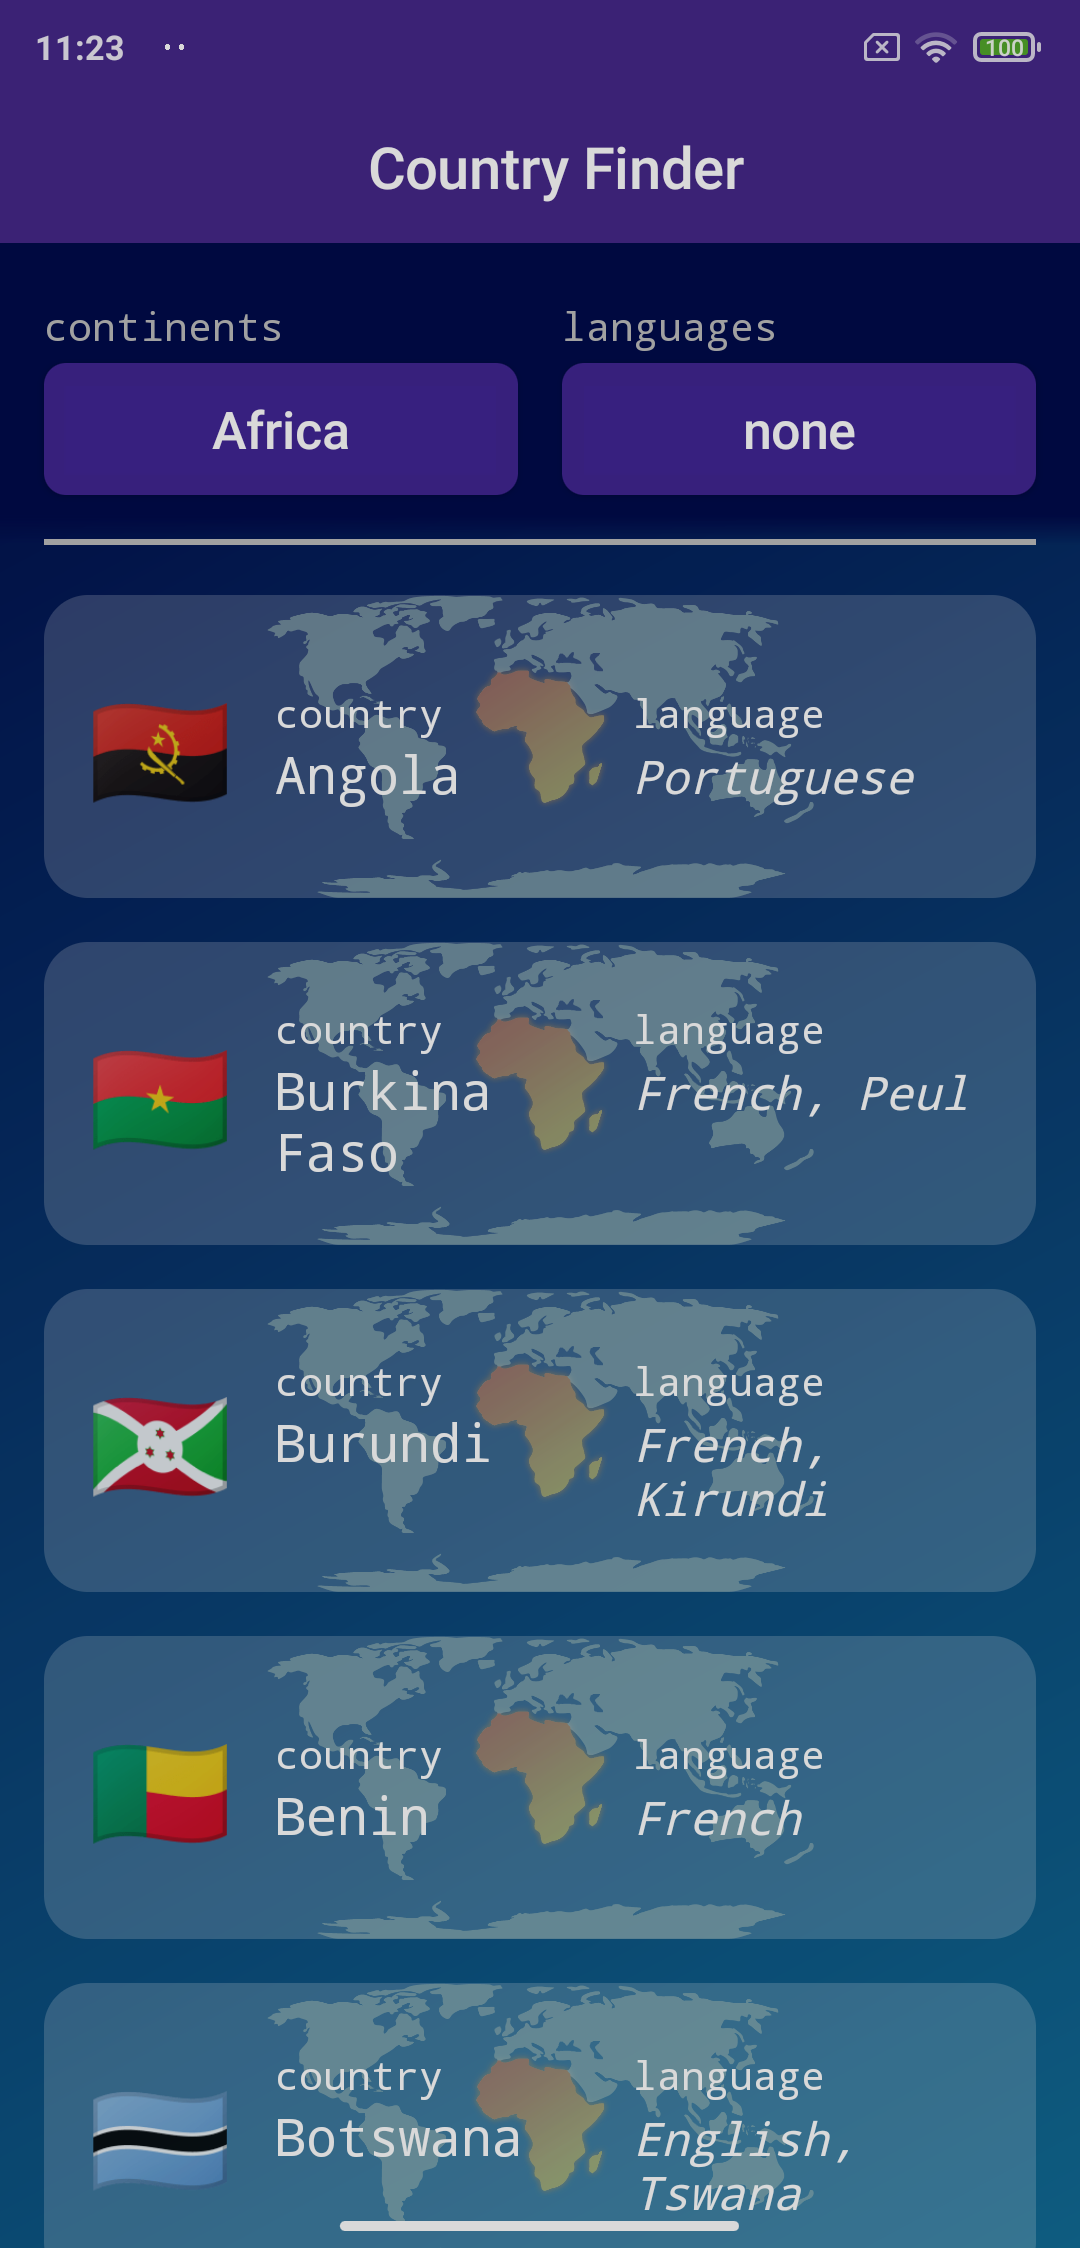 11:23
100
Country Finder
continents
languages
Africa
none
country
language
Angola
Portuguese
country
language
Burkina
Faso
French, Peul
country
language
Burundi
French,
Kirundi
country
language
Benin
French
country
language
Botswana
English,
Tswana